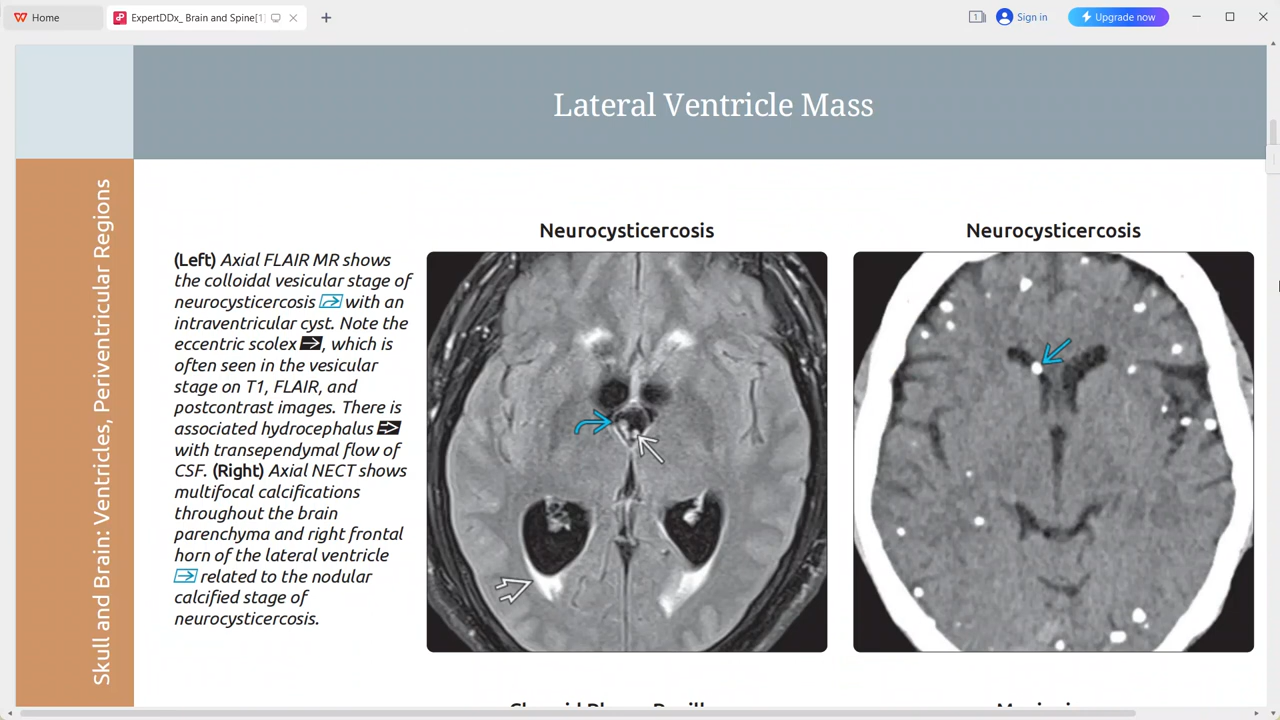 Home
ExpertDDx_ Brain and Spine[1]
1
Sign in
Upgrade now
Lateral Ventricle Mass
Skull and Brain: Ventricles, Periventricular Regions
Neurocysticercosis
Neurocysticercosis
(Left) Axial FLAIR MR shows
the colloidal vesicular stage of
neurocysticercosis with an
intraventricular cyst. Note the
eccentric scolex , which is
often seen in the vesicular
stage on T1, FLAIR, and
postcontrast images. There is
associated hydrocephalus
with transependymal flow of
CSF. (Right) Axial NECT shows
multifocal calcifications
throughout the brain
parenchyma and right frontal
horn of the lateral ventricle
related to the nodular
calcified stage of
neurocysticercosis.